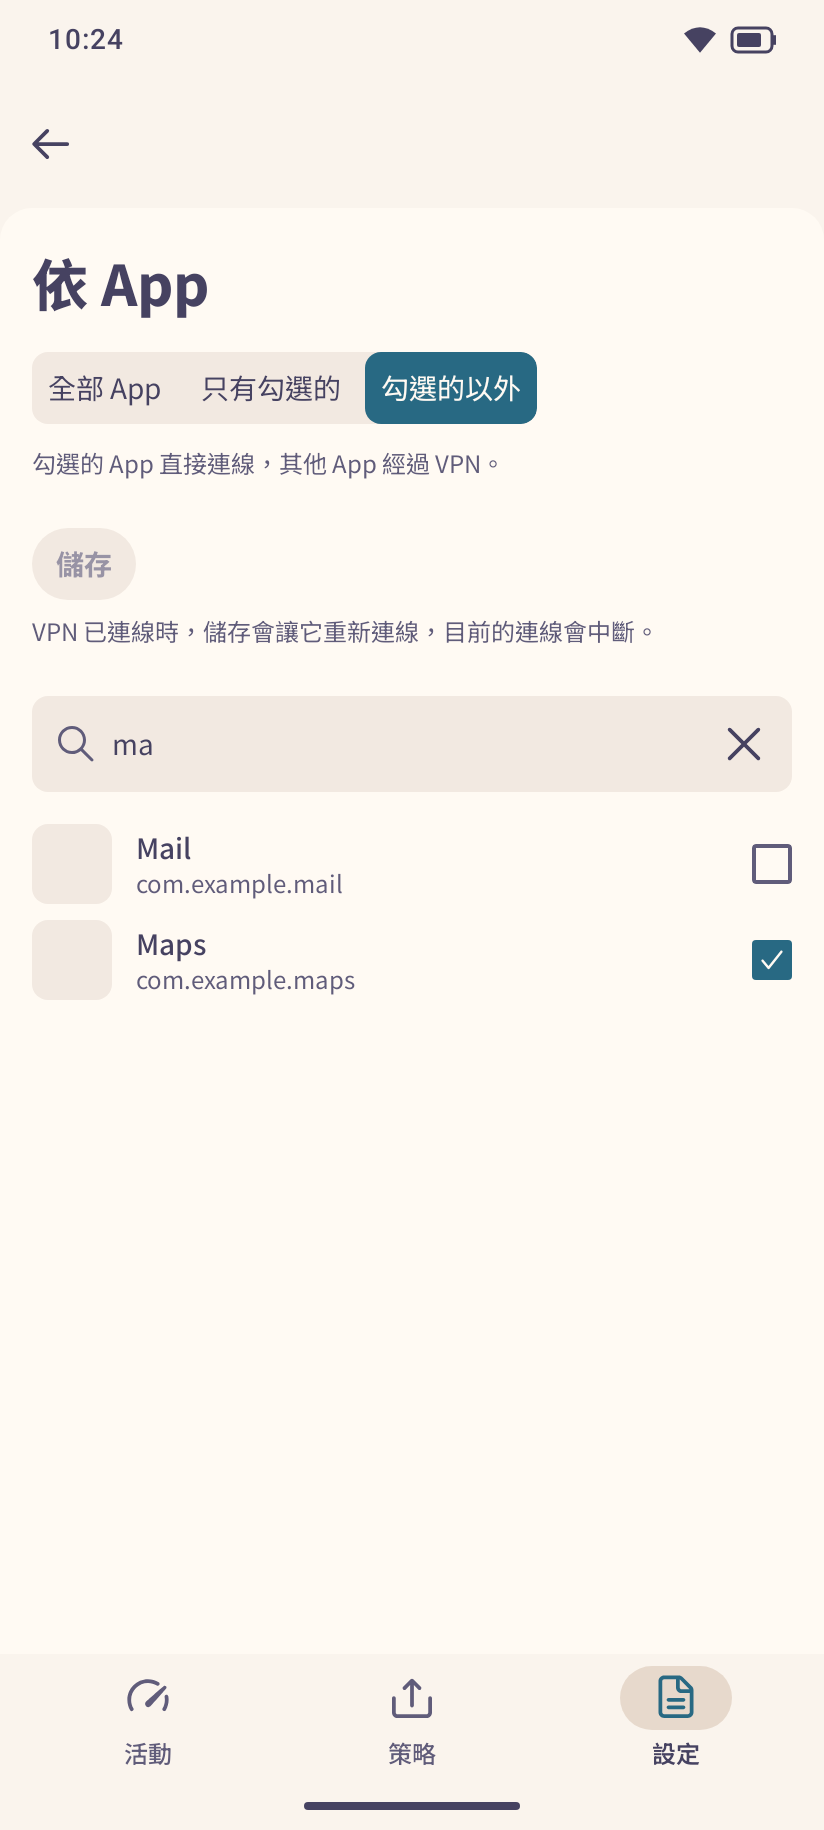 10:24
依 App
全部 App
只有勾選的
勾選的以外
勾選的 App 直接連線，其他 App 經過 VPN。
儲存
VPN 已連線時，儲存會讓它重新連線，目前的連線會中斷。
ma
Mail
com.example.mail
Maps
com.example.maps
活動
策略
設定